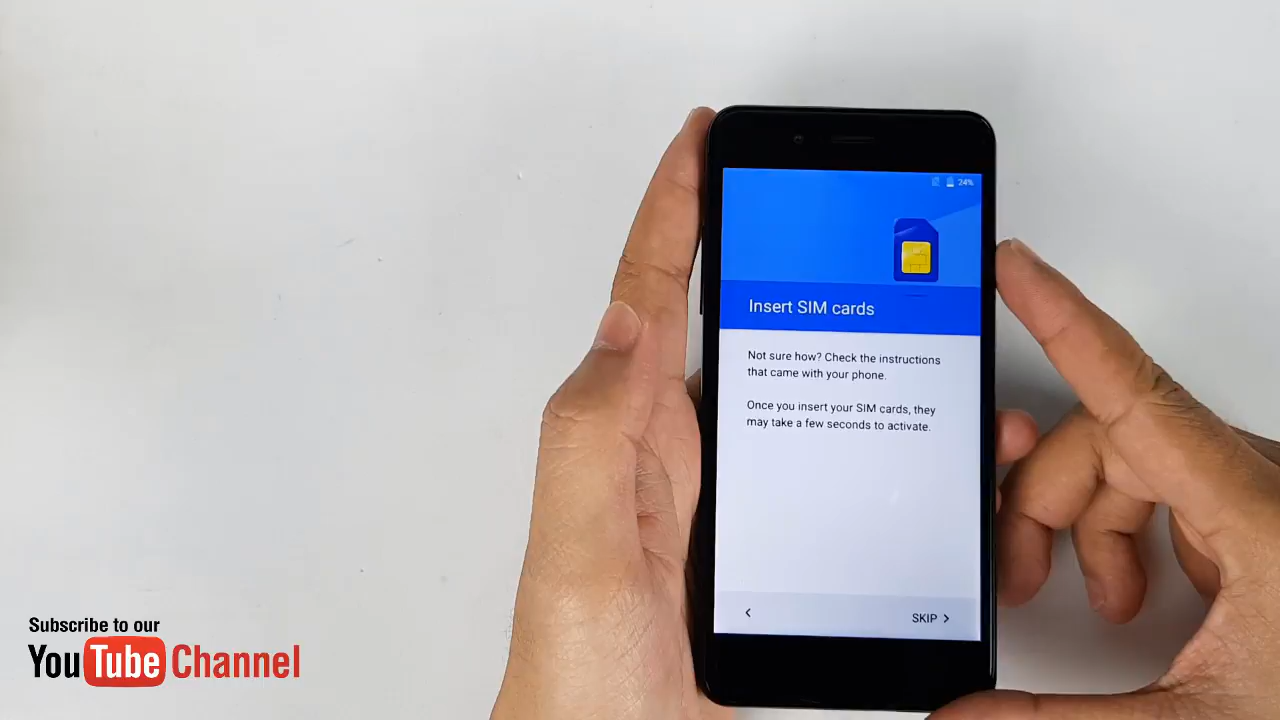 24%
Insert SIM cards
Not sure how? Check the instructions
that came with your phone.
Once you insert your SIM cards, they
may take a few seconds to activate.
SKIP
Subscribe to our
YouTube Channel